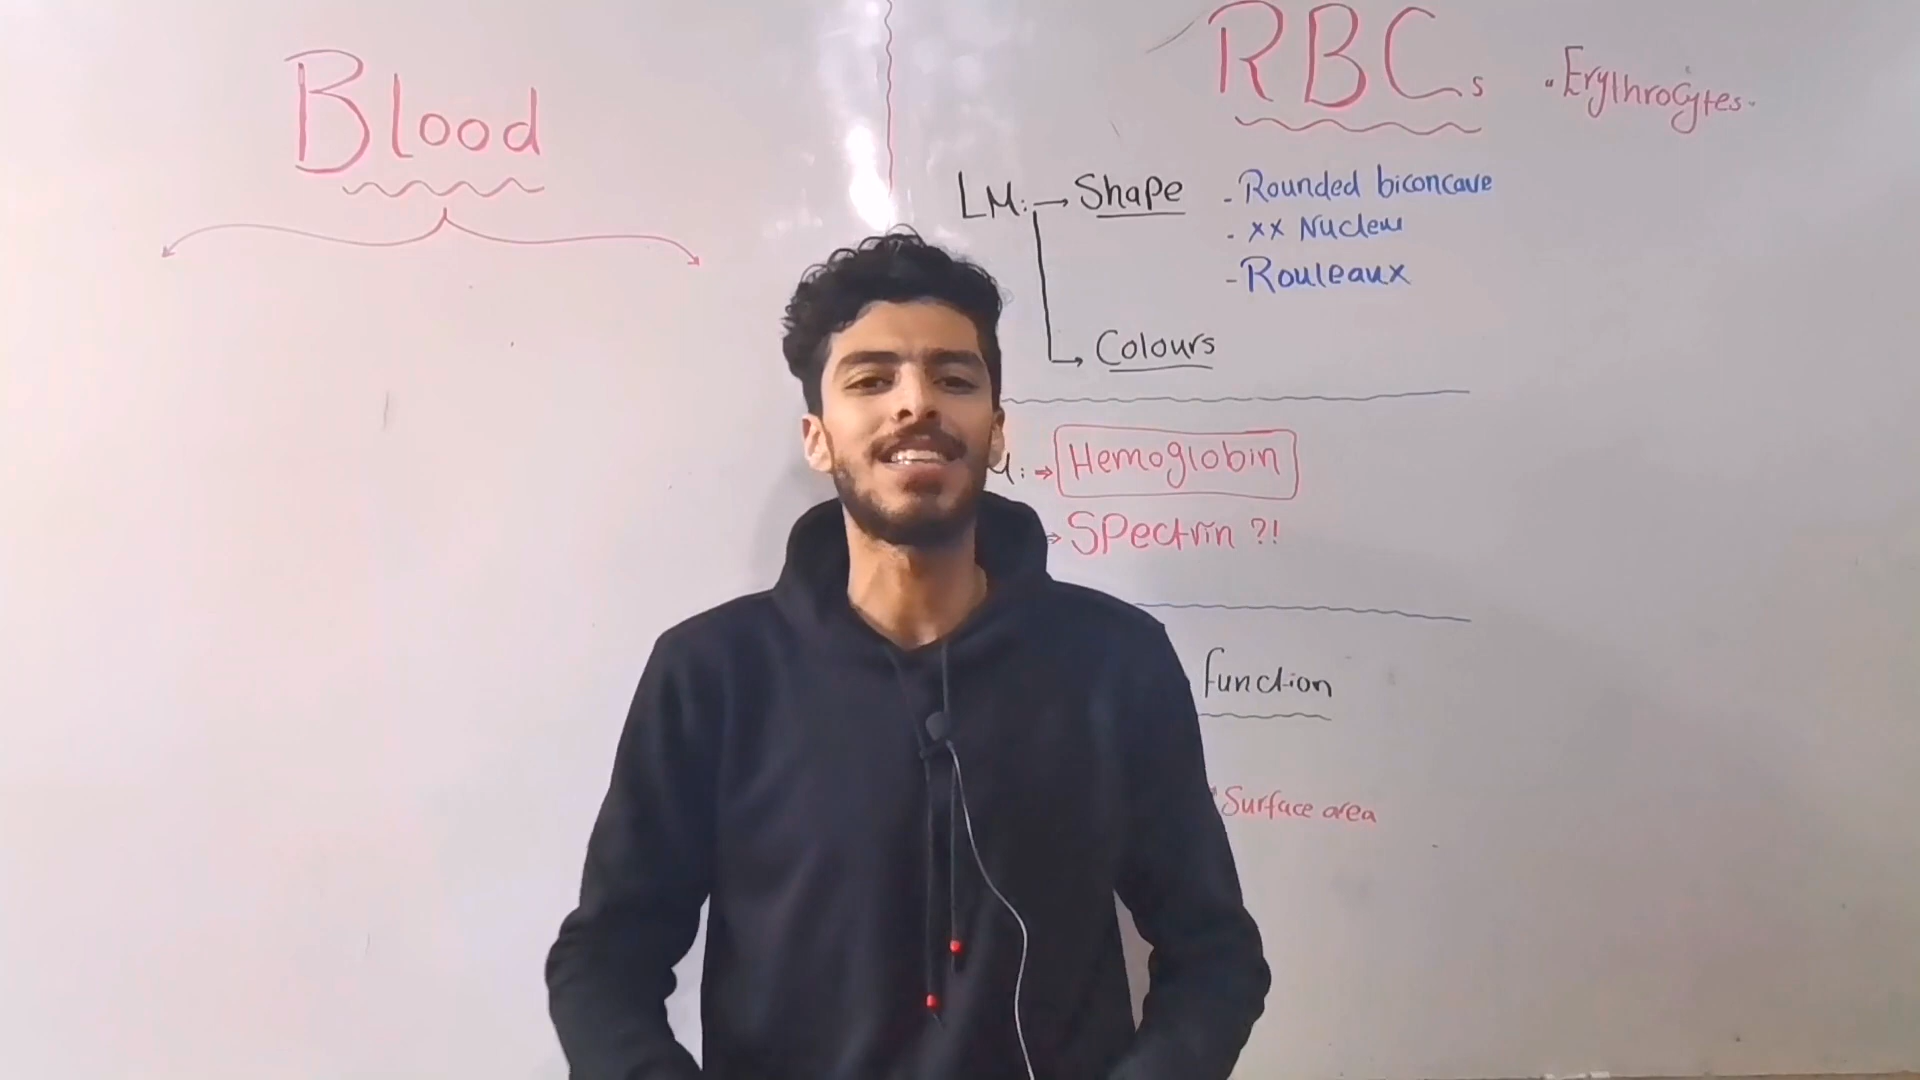 Blood
RBCs "Erythrocytes"
LM: → Shape
- Rounded biconcave
- xx Nucleus
- Rouleaux
→ Colours
M: ⇒ Hemoglobin
⇒ Spectrin ?!
function
Surface area